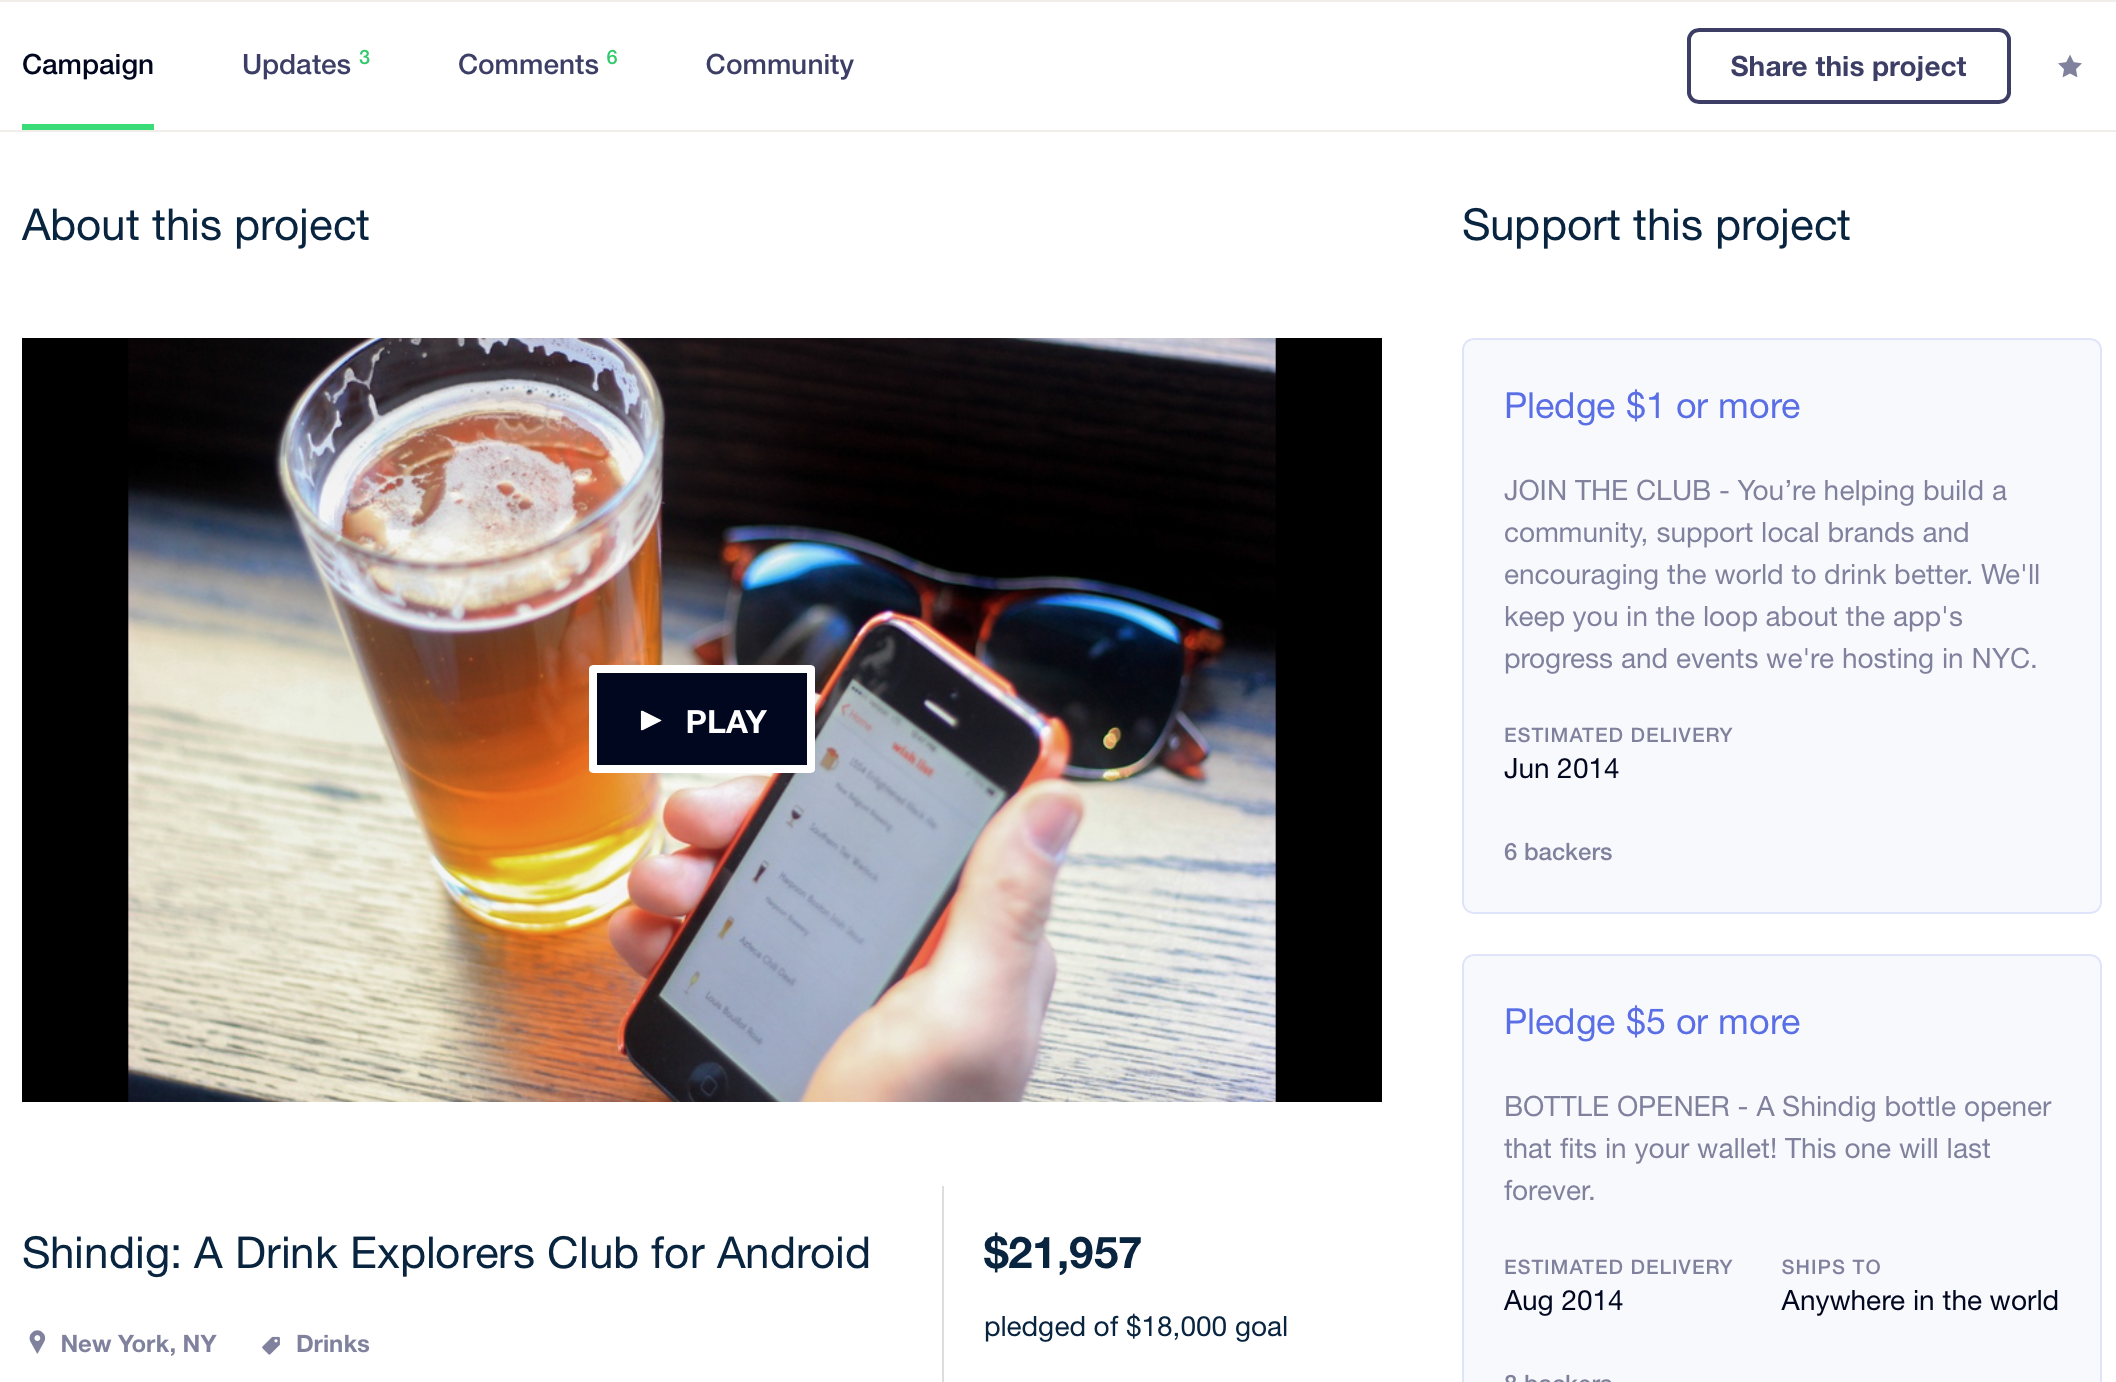 Campaign
Updates 3
Comments 6
Community
Share this project
About this project
Support this project
PLAY
wish list
Pledge $1 or more
JOIN THE CLUB - You’re helping build a
community, support local brands and
encouraging the world to drink better. We'll
keep you in the loop about the app's
progress and events we're hosting in NYC.
ESTIMATED DELIVERY
Jun 2014
6 backers
Pledge $5 or more
BOTTLE OPENER - A Shindig bottle opener
that fits in your wallet! This one will last
forever.
ESTIMATED DELIVERY
Aug 2014
SHIPS TO
Anywhere in the world
8 backers
Shindig: A Drink Explorers Club for Android
New York, NY
Drinks
$21,957
pledged of $18,000 goal